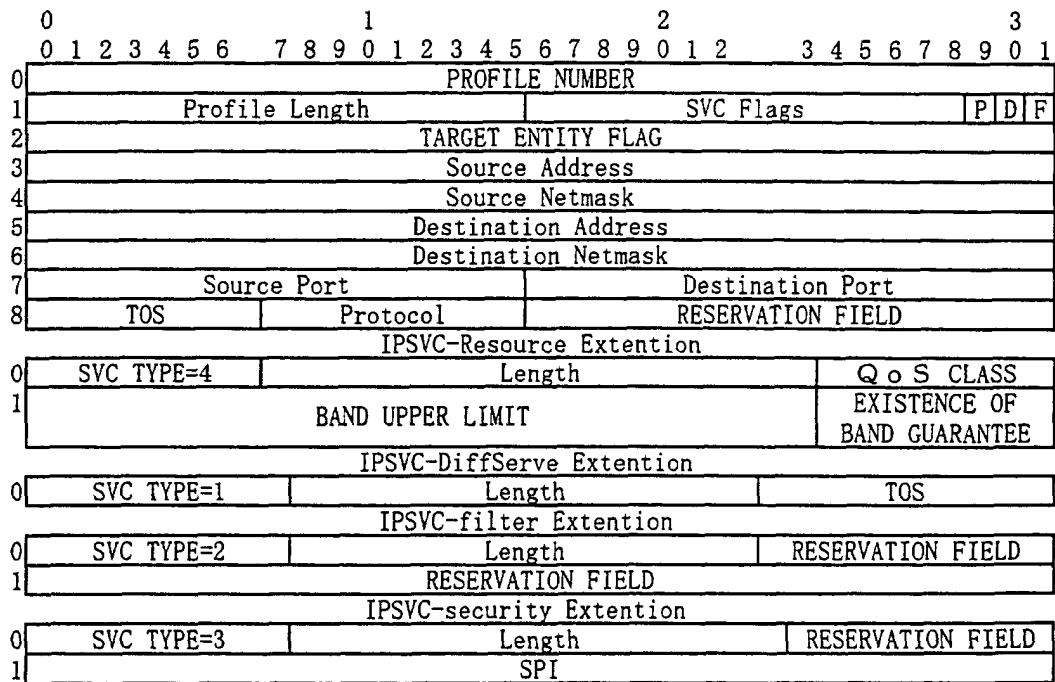 0 1 2 3
0 1 2 3 4 5 6 7 8 9 0 1 2 3 4 5 6 7 8 9 0 1 2 3 4 5 6 7 8 9 0 1
0 PROFILE NUMBER
1 Profile Length SVC Flags P D F
2 TARGET ENTITY FLAG
3 Source Address
4 Source Netmask
5 Destination Address
6 Destination Netmask
7 Source Port Destination Port
8 TOS Protocol RESERVATION FIELD
IPSVC-Resource Extention
0 SVC TYPE=4 Length QoS CLASS
1 BAND UPPER LIMIT EXISTENCE OF
BAND GUARANTEE
IPSVC-DiffServe Extention
0 SVC TYPE=1 Length TOS
IPSVC-filter Extention
0 SVC TYPE=2 Length RESERVATION FIELD
1 RESERVATION FIELD
IPSVC-security Extention
0 SVC TYPE=3 Length RESERVATION FIELD
1 SPI